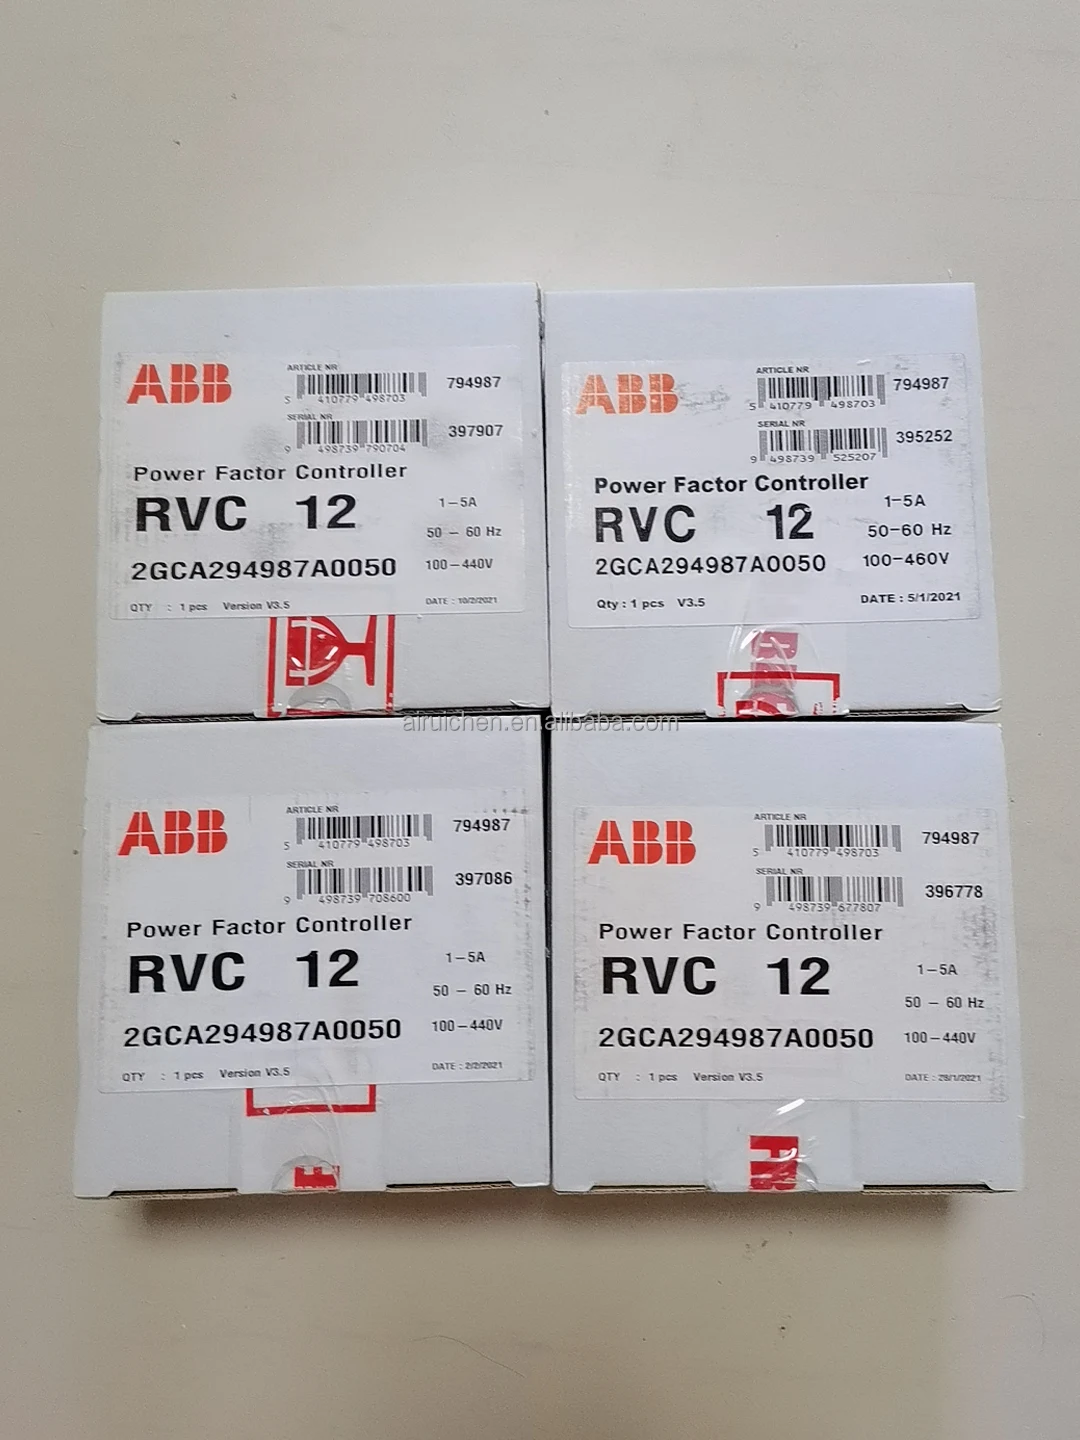 ABB
ARTICLE NR
5 410779 498703
794987
SERIAL NR
9 498739 790704
397907
Power Factor Controller
RVC 12
1-5A
50 - 60 Hz
2GCA294987A0050
100-440V
QTY : 1 pcs Version V3.5
DATE : 10/2/2021
ABB
ARTICLE NR
5 410779 498703
794987
SERIAL NR
9 498739 525207
395252
Power Factor Controller
RVC 12
1-5A
50-60 Hz
2GCA294987A0050
100-460V
Qty : 1 pcs V3.5
DATE : 5/1/2021
airuichen.en.alibaba.com
ABB
ARTICLE NR
5 410779 498703
794987
SERIAL NR
9 498739 708600
397086
Power Factor Controller
RVC 12
1-5A
50 - 60 Hz
2GCA294987A0050
100-440V
QTY : 1 pcs Version V3.5
DATE : 2/2/2021
ABB
ARTICLE NR
5 410779 498703
794987
SERIAL NR
9 498739 677807
396778
Power Factor Controller
RVC 12
1-5A
50 - 60 Hz
2GCA294987A0050
100-440V
QTY : 1 pcs Version V3.5
DATE : 28/1/2021